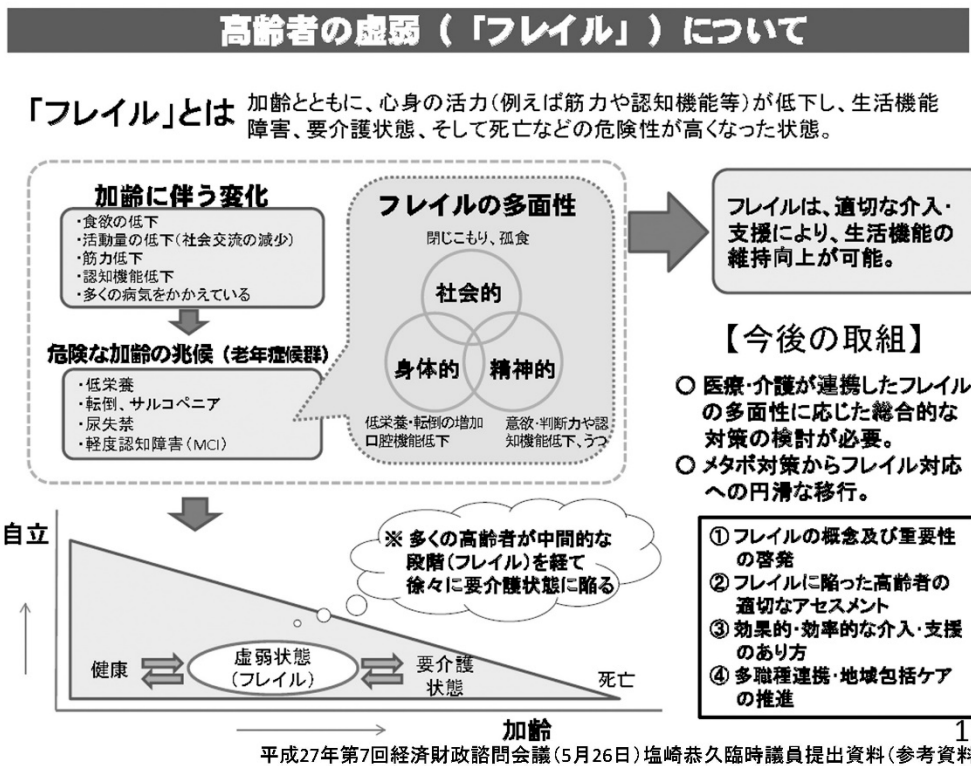 高齢者の虚弱(「フレイル」)について
「フレイル」とは
加齢とともに、心身の活力(例えば筋力や認知機能等)が低下し、生活機能
障害、要介護状態、そして死亡などの危険性が高くなった状態。
加齢に伴う変化
・食欲の低下
・活動量の低下(社会交流の減少)
・筋力低下
・認知機能低下
・多くの病気をかかえている
危険な加齢の兆候(老年症候群)
・低栄養
・転倒、サルコペニア
・尿失禁
・軽度認知障害(MCI)
フレイルの多面性
閉じこもり、孤食
社会的
身体的
精神的
低栄養・転倒の増加
口腔機能低下
意欲・判断力や認
知機能低下、うつ
フレイルは、適切な介入・
支援により、生活機能の
維持向上が可能。
【今後の取組】
○ 医療・介護が連携したフレイル
の多面性に応じた総合的な
対策の検討が必要。
○ メタボ対策からフレイル対応
への円滑な移行。
① フレイルの概念及び重要性
の啓発
② フレイルに陥った高齢者の
適切なアセスメント
③ 効果的・効率的な介入・支援
のあり方
④ 多職種連携・地域包括ケア
の推進
自立
※ 多くの高齢者が中間的な
段階(フレイル)を経て
徐々に要介護状態に陥る
健康
虚弱状態
(フレイル)
要介護
状態
死亡
加齢
1
平成27年第7回経済財政諮問会議(5月26日)塩崎恭久臨時議員提出資料(参考資料